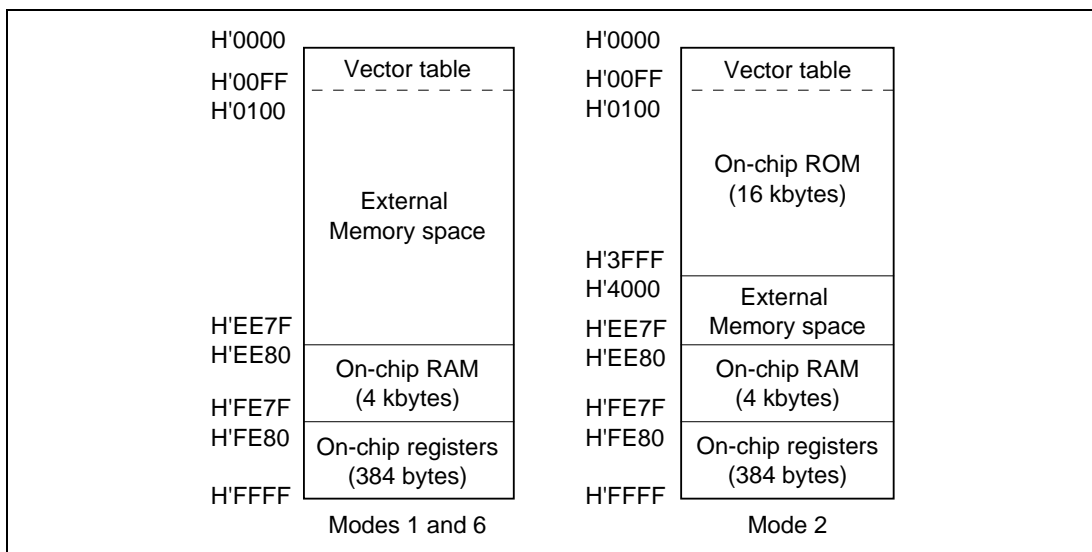 H'0000
Vector table
H'00FF
H'0100
External
Memory space
H'EE7F
H'EE80
On-chip RAM
(4 kbytes)
H'FE7F
H'FE80
On-chip registers
(384 bytes)
H'FFFF
Modes 1 and 6
H'0000
Vector table
H'00FF
H'0100
On-chip ROM
(16 kbytes)
H'3FFF
H'4000
External
Memory space
H'EE7F
H'EE80
On-chip RAM
(4 kbytes)
H'FE7F
H'FE80
On-chip registers
(384 bytes)
H'FFFF
Mode 2